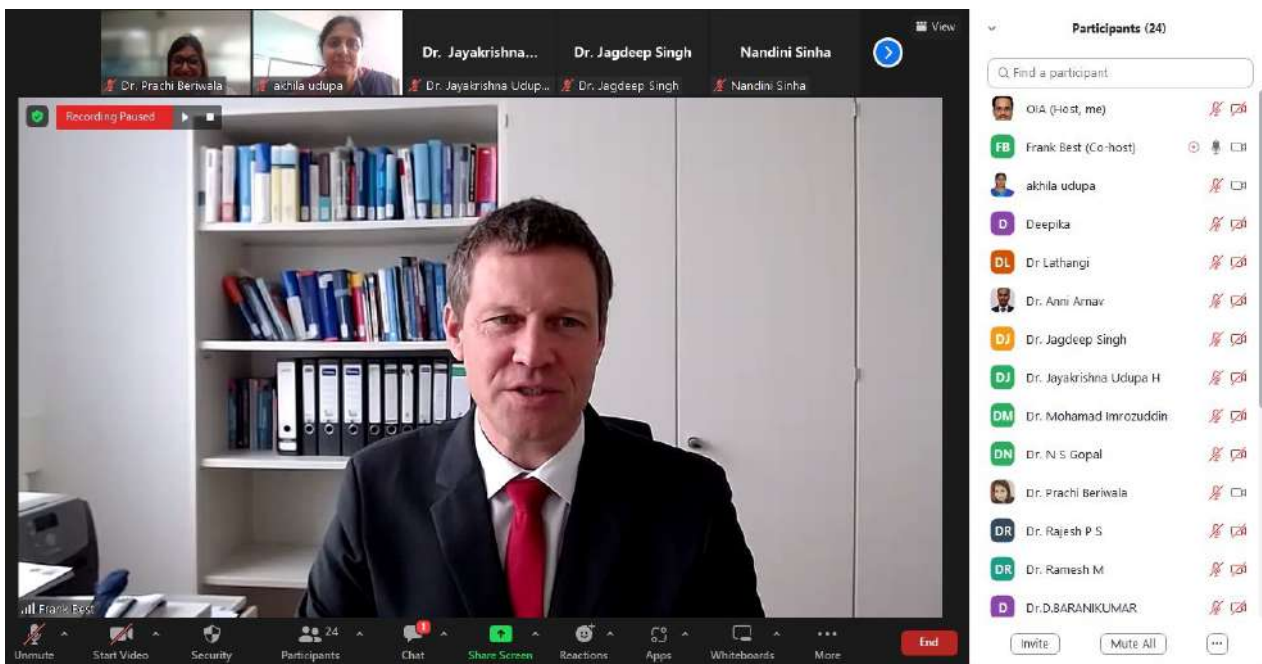 View
Dr. Jayakrishna...
Dr. Jagdeep Singh
Nandini Sinha
Dr. Prachi Beriwala
akhila udupa
Dr. Jayakrishna Udup...
Dr. Jagdeep Singh
Nandini Sinha
Recording Paused
Frank Best
Unmute
Start Video
Security
24
Participants
1
Chat
Share Screen
Reactions
Apps
Whiteboards
More
End
Participants (24)
Find a participant
OIA (Host, me)
FB Frank Best (Co-host)
akhila udupa
D Deepika
DL Dr Lathangi
Dr. Anni Arnav
DJ Dr. Jagdeep Singh
DJ Dr. Jayakrishna Udupa H
DM Dr. Mohamad Imrozuddin
DN Dr. N S Gopal
Dr. Prachi Beriwala
DR Dr. Rajesh P S
DR Dr. Ramesh M
D Dr.D.BARANIKUMAR
Invite
Mute All